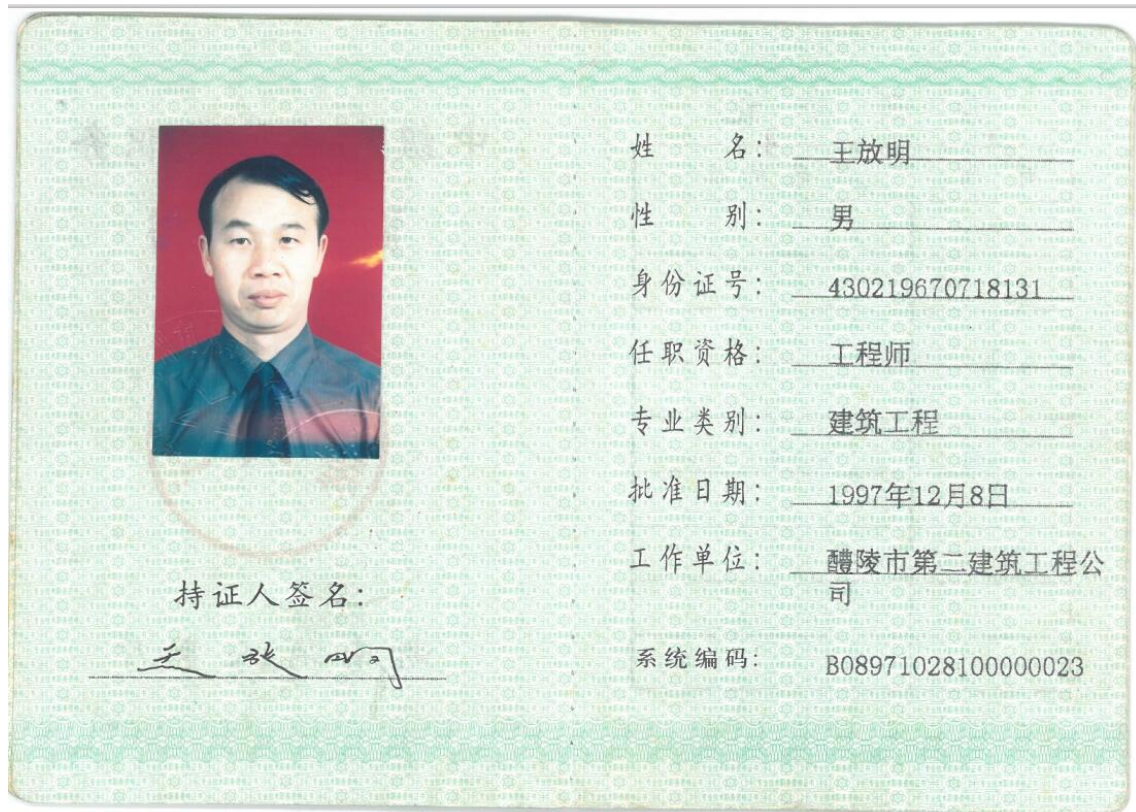 姓 名: 王放明
性 别: 男
身份证号: 430219670718131
任职资格: 工程师
专业类别: 建筑工程
批准日期: 1997年12月8日
工作单位: 醴陵市第二建筑工程公
司
系统编码: B08971028100000023
持证人签名:
王放明